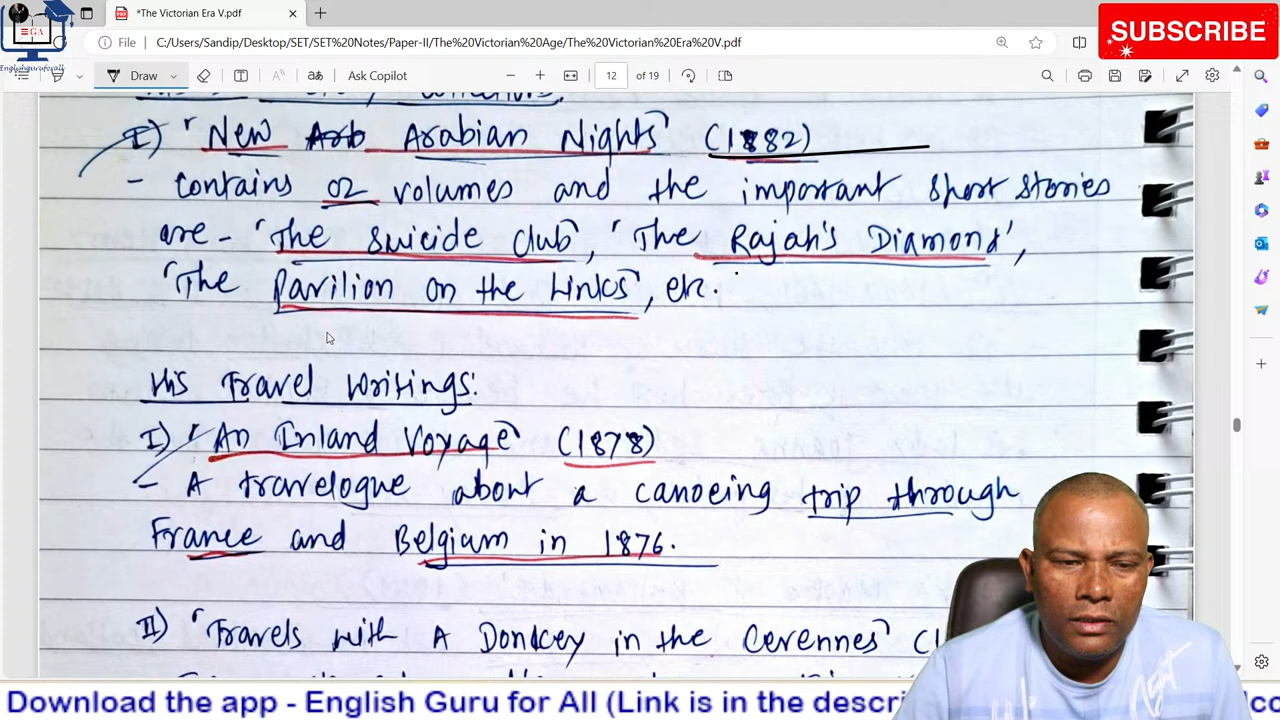 *The Victorian Era V.pdf
EGA
Englishguruforall
File C:/Users/Sandip/Desktop/SET/SET%20Notes/Paper-II/The%20Victorian%20Age/The%20Victorian%20Era%20V.pdf
SUBSCRIBE
Draw Ask Copilot 12 of 19
I) 'New Arabian Nights' (1882)
- contains 02 volumes and the important short stories
are - 'The Suicide Club', 'The Rajah's Diamond',
'The Pavilion on the Links', etc.
His Travel Writings:
I) 'An Inland Voyage' (1878)
- A travelogue about a canoeing trip through
France and Belgium in 1876.
II) 'Travels with A Donkey in the Cevennes' (
Download the app - English Guru for All (Link is in the descri